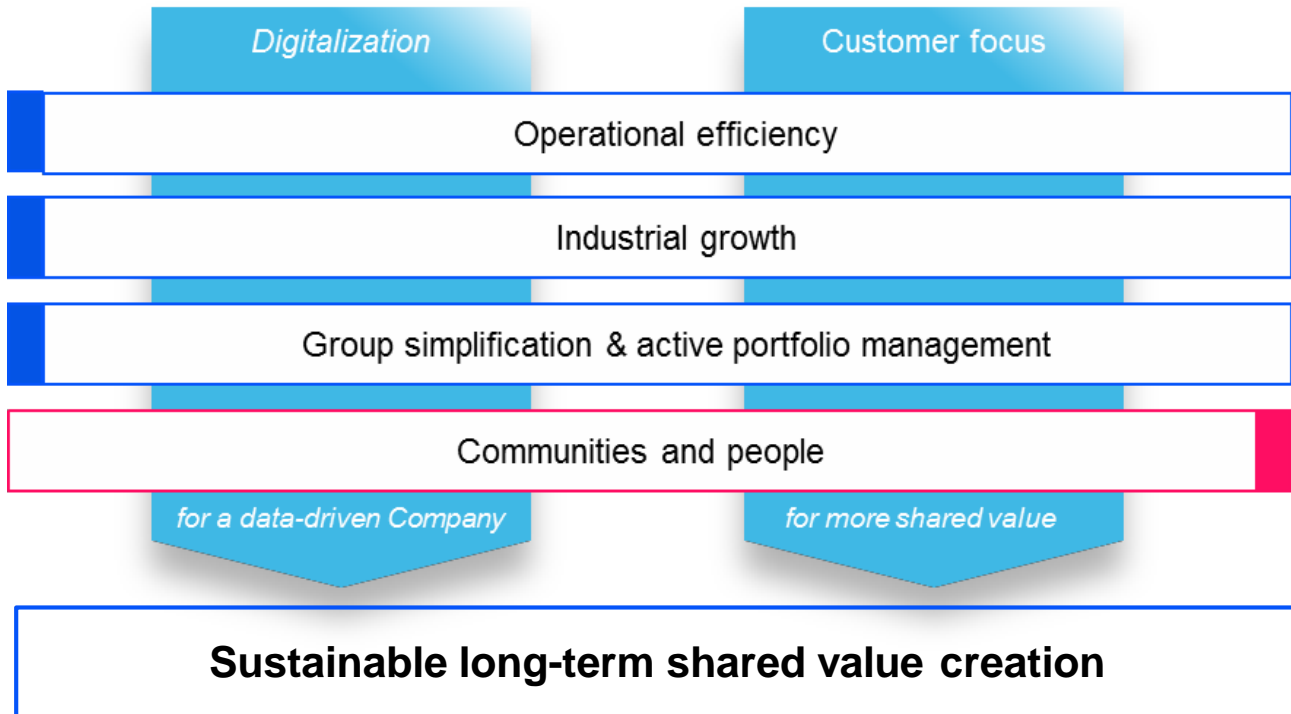 Digitalization
Customer focus
Operational efficiency
Industrial growth
Group simplification & active portfolio management
Communities and people
for a data-driven Company
for more shared value
Sustainable long-term shared value creation